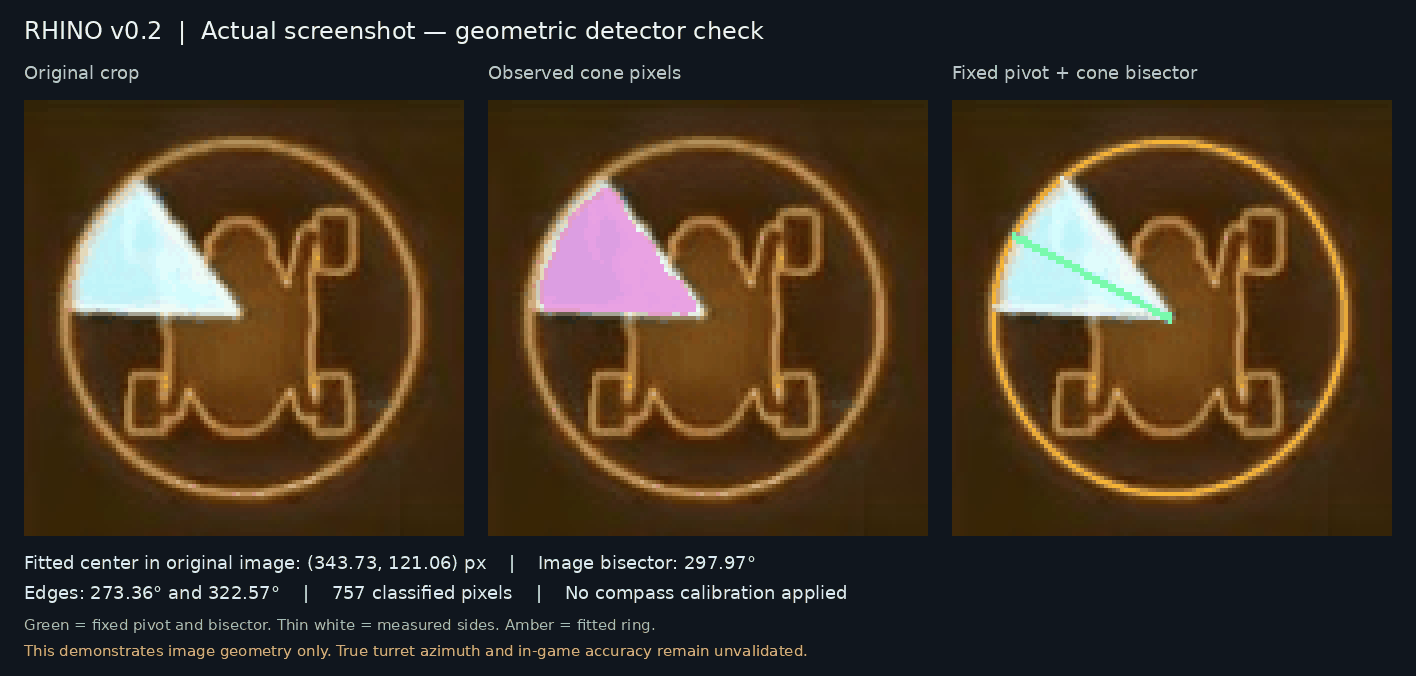 RHINO v0.2 | Actual screenshot — geometric detector check
Original crop
Observed cone pixels
Fixed pivot + cone bisector
Fitted center in original image: (343.73, 121.06) px | Image bisector: 297.97°
Edges: 273.36° and 322.57° | 757 classified pixels | No compass calibration applied
Green = fixed pivot and bisector. Thin white = measured sides. Amber = fitted ring.
This demonstrates image geometry only. True turret azimuth and in-game accuracy remain unvalidated.